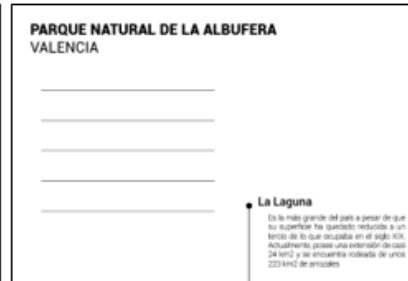 PARQUE NATURAL DE LA ALBUFERA
VALENCIA
La Laguna
Es la más grande del país a pesar de que
su superficie ha quedado reducida a un
tercio de lo que ocupaba en el siglo XIX.
Actualmente, posee una extensión de casi
24 km2 y se encuentra rodeada de unos
223 km2 de arrozales